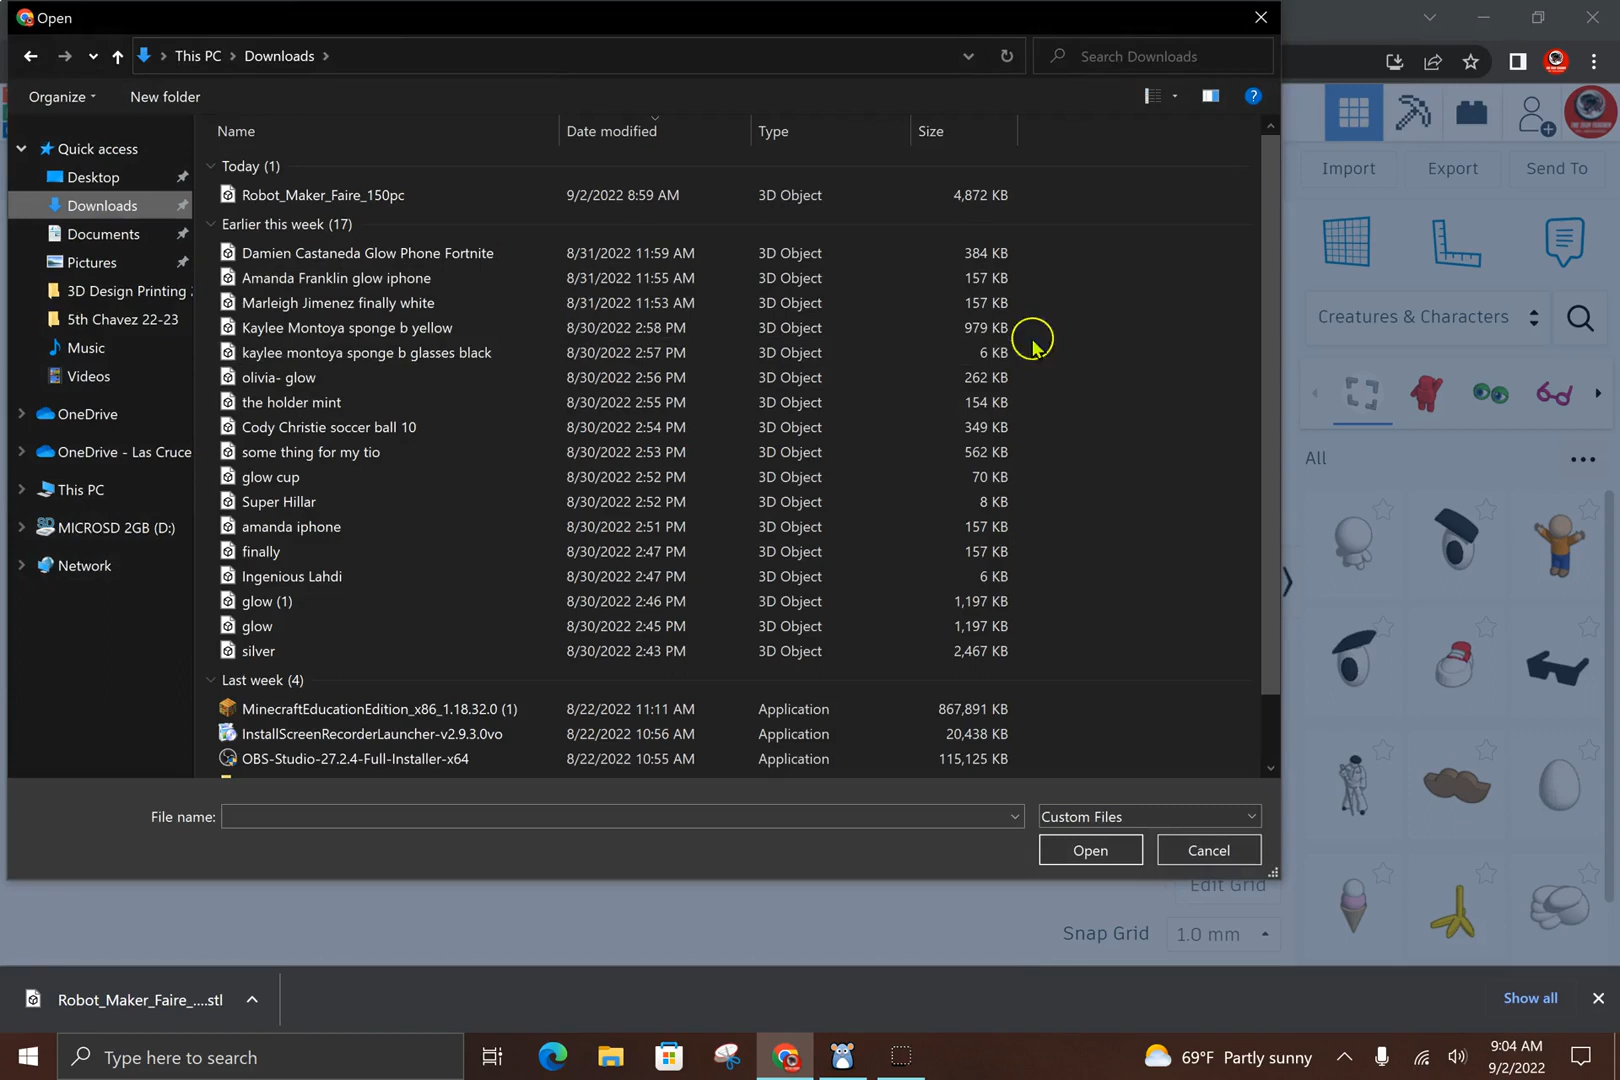 Open
This PC > Downloads >
Search Downloads
Organize
New folder
Name Date modified Type Size
Quick access
Desktop
Downloads
Documents
Pictures
3D Design Printing
5th Chavez 22-23
Music
Videos
OneDrive
OneDrive - Las Cruce
This PC
MICROSD 2GB (D:)
Network
Today (1)
Robot_Maker_Faire_150pc 9/2/2022 8:59 AM 3D Object 4,872 KB
Earlier this week (17)
Damien Castaneda Glow Phone Fortnite 8/31/2022 11:59 AM 3D Object 384 KB
Amanda Franklin glow iphone 8/31/2022 11:55 AM 3D Object 157 KB
Marleigh Jimenez finally white 8/31/2022 11:53 AM 3D Object 157 KB
Kaylee Montoya sponge b yellow 8/30/2022 2:58 PM 3D Object 979 KB
kaylee montoya sponge b glasses black 8/30/2022 2:57 PM 3D Object 6 KB
olivia- glow 8/30/2022 2:56 PM 3D Object 262 KB
the holder mint 8/30/2022 2:55 PM 3D Object 154 KB
Cody Christie soccer ball 10 8/30/2022 2:54 PM 3D Object 349 KB
some thing for my tio 8/30/2022 2:53 PM 3D Object 562 KB
glow cup 8/30/2022 2:52 PM 3D Object 70 KB
Super Hillar 8/30/2022 2:52 PM 3D Object 8 KB
amanda iphone 8/30/2022 2:51 PM 3D Object 157 KB
finally 8/30/2022 2:47 PM 3D Object 157 KB
Ingenious Lahdi 8/30/2022 2:47 PM 3D Object 6 KB
glow (1) 8/30/2022 2:46 PM 3D Object 1,197 KB
glow 8/30/2022 2:45 PM 3D Object 1,197 KB
silver 8/30/2022 2:43 PM 3D Object 2,467 KB
Last week (4)
MinecraftEducationEdition_x86_1.18.32.0 (1) 8/22/2022 11:11 AM Application 867,891 KB
InstallScreenRecorderLauncher-v2.9.3.0vo 8/22/2022 10:56 AM Application 20,438 KB
OBS-Studio-27.2.4-Full-Installer-x64 8/22/2022 10:55 AM Application 115,125 KB
File name:
Custom Files
Open Cancel
Import Export Send To
Creatures & Characters
All
Edit Grid
Snap Grid 1.0 mm
Robot_Maker_Faire_....stl
Show all
Type here to search
69°F Partly sunny
9:04 AM
9/2/2022